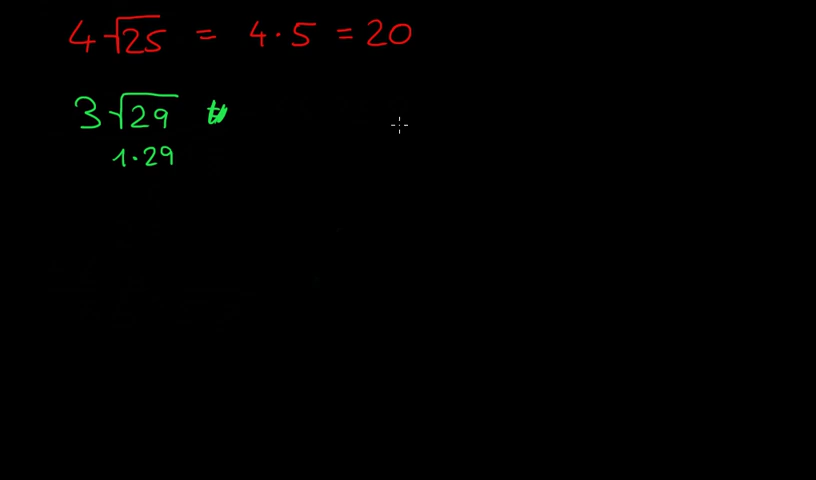 4√25 = 4·5 = 20
3√29
1·29